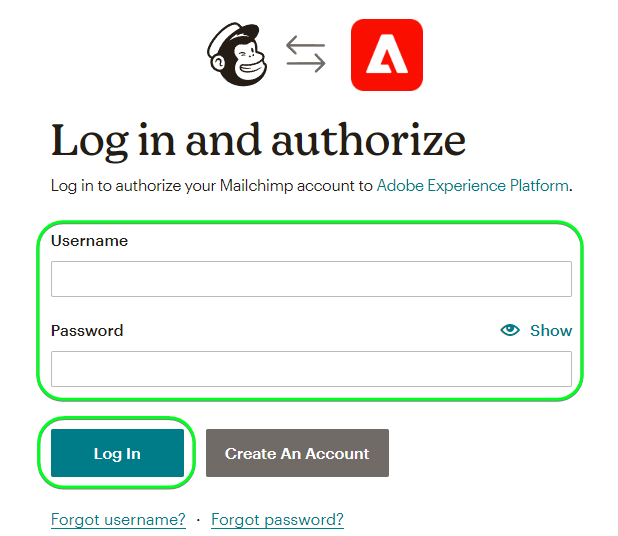 Log in and authorize
Log in to authorize your Mailchimp account to Adobe Experience Platform.
Username
Password
Show
Log In
Create An Account
Forgot username? · Forgot password?